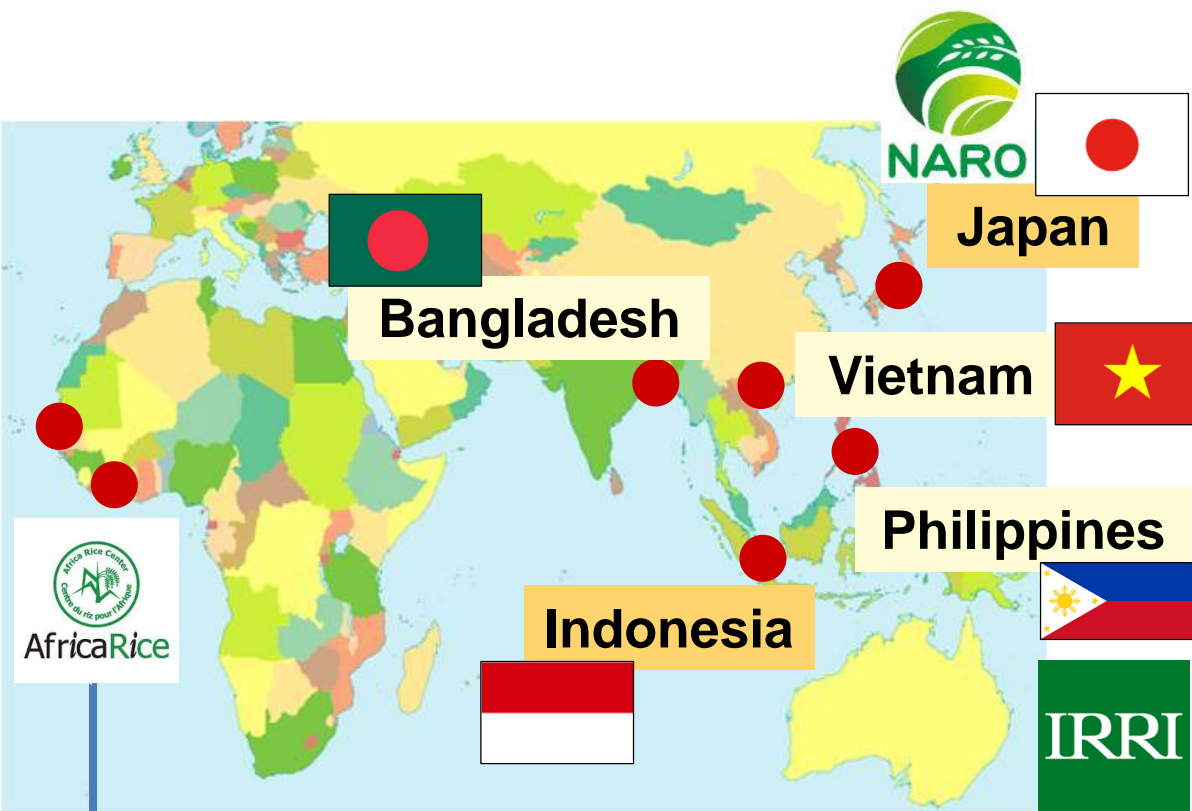 NARO
Japan
Bangladesh
Vietnam
Philippines
Africa Rice Center
Centre du riz pour l'Afrique
AfricaRice
Indonesia
IRRI